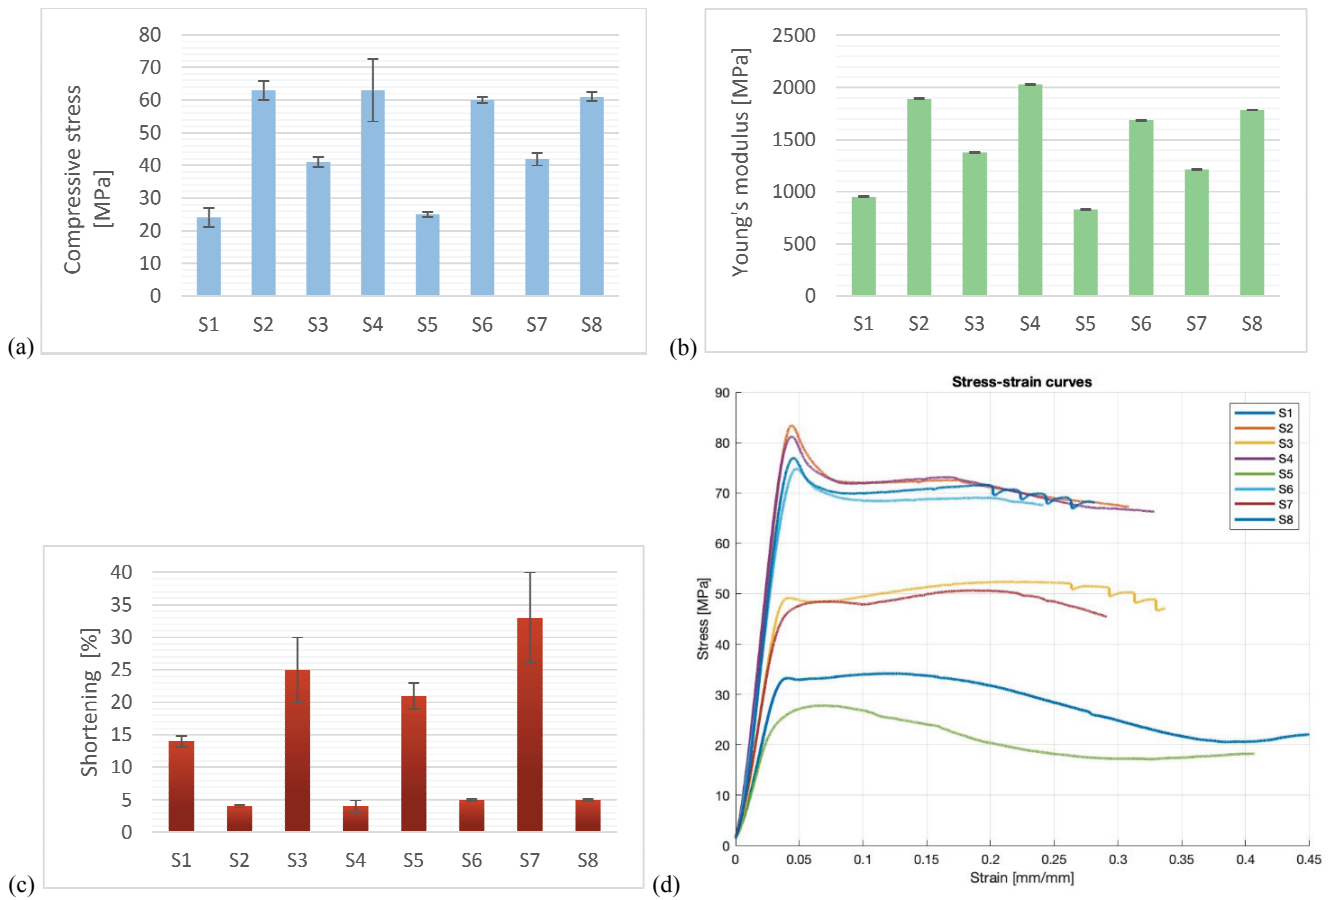 80
70
60
50
40
30
20
10
0
Compressive stress
[MPa]
S1 S2 S3 S4 S5 S6 S7 S8
(a)
2500
2000
1500
1000
500
0
Young's modulus [MPa]
S1 S2 S3 S4 S5 S6 S7 S8
(b)
40
35
30
25
20
15
10
5
0
Shortening [%]
S1 S2 S3 S4 S5 S6 S7 S8
(c)
Stress-strain curves
90
80
70
60
50
40
30
20
10
0
Stress [MPa]
S1
S2
S3
S4
S5
S6
S7
S8
0 0.05 0.1 0.15 0.2 0.25 0.3 0.35 0.4 0.45
Strain [mm/mm]
(d)